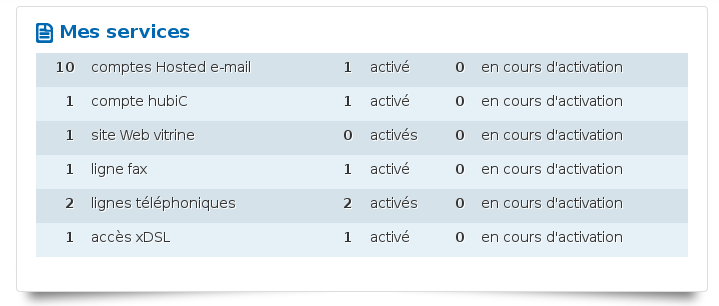 Mes services
10 comptes Hosted e-mail 1 activé 0 en cours d'activation
1 compte hubiC 1 activé 0 en cours d'activation
1 site Web vitrine 0 activés 0 en cours d'activation
1 ligne fax 1 activé 0 en cours d'activation
2 lignes téléphoniques 2 activés 0 en cours d'activation
1 accès xDSL 1 activé 0 en cours d'activation